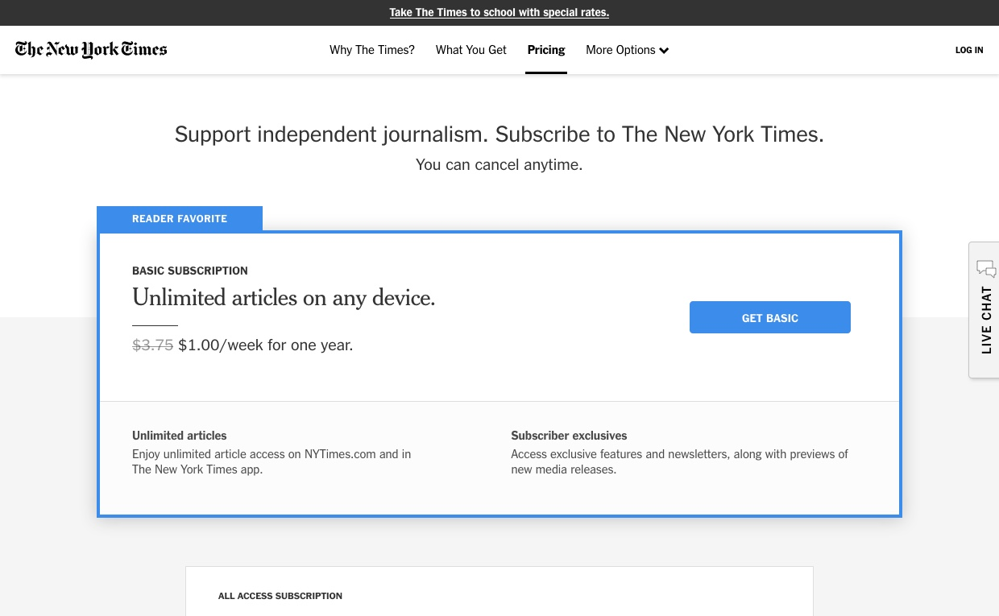 Take The Times to school with special rates.
The New York Times
Why The Times?
What You Get
Pricing
More Options
LOG IN
Support independent journalism. Subscribe to The New York Times.
You can cancel anytime.
READER FAVORITE
BASIC SUBSCRIPTION
Unlimited articles on any device.
GET BASIC
$3.75 $1.00/week for one year.
LIVE CHAT
Unlimited articles
Enjoy unlimited article access on NYTimes.com and in
The New York Times app.
Subscriber exclusives
Access exclusive features and newsletters, along with previews of
new media releases.
ALL ACCESS SUBSCRIPTION